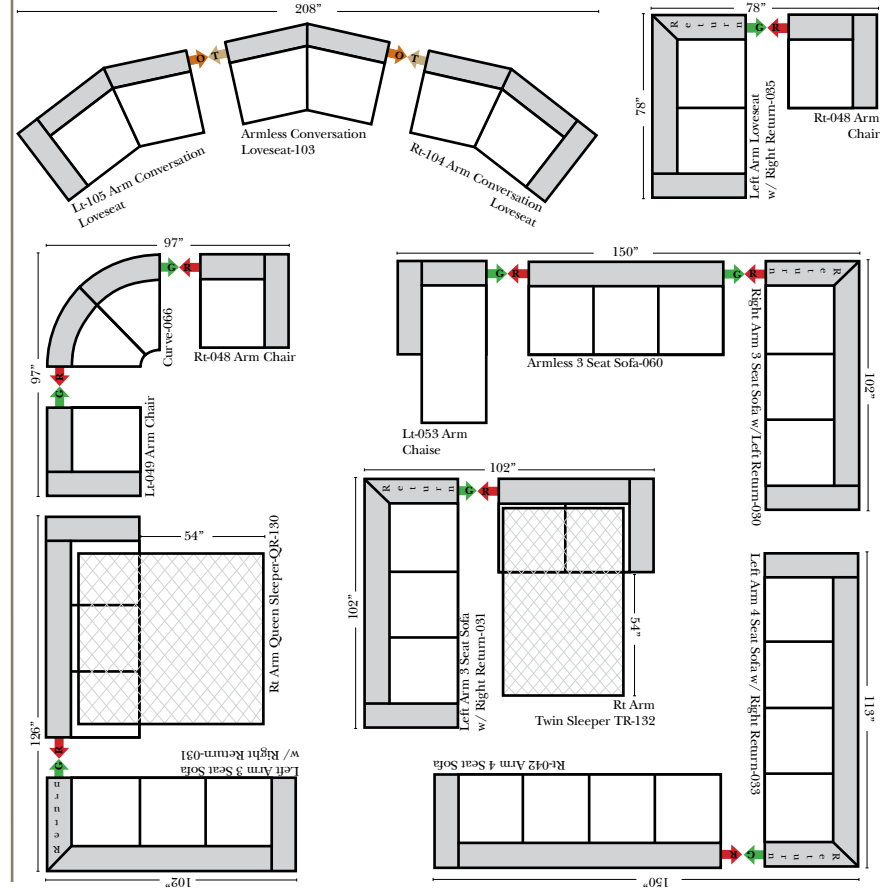 208”
O T
O T
Lt-105 Arm Conversation
Loveseat
Armless Conversation
Loveseat-103
Rt-104 Arm Conversation
Loveseat
78”
78”
Return
G R
Left Arm Loveseat
w/ Right Return-035
Rt-048 Arm
Chair
97”
97”
G R
R
G
Curve-066
Rt-048 Arm Chair
Lt-049 Arm Chair
150”
102”
G R
G R
Return
Lt-053 Arm
Chaise
Armless 3 Seat Sofa-060
Right Arm 3 Seat Sofa w/Left Return-030
126”
54”
Rt Arm Queen Sleeper-QR-130
R
G
Return
Left Arm 3 Seat Sofa
w/ Right Return-031
102”
102”
102”
Return
G R
54”
Left Arm 3 Seat Sofa
w/ Right Return-031
Rt Arm
Twin Sleeper TR-132
113”
Left Arm 4 Seat Sofa w/ Right Return-033
Rt-042 Arm 4 Seat Sofa
R G
Return
150”